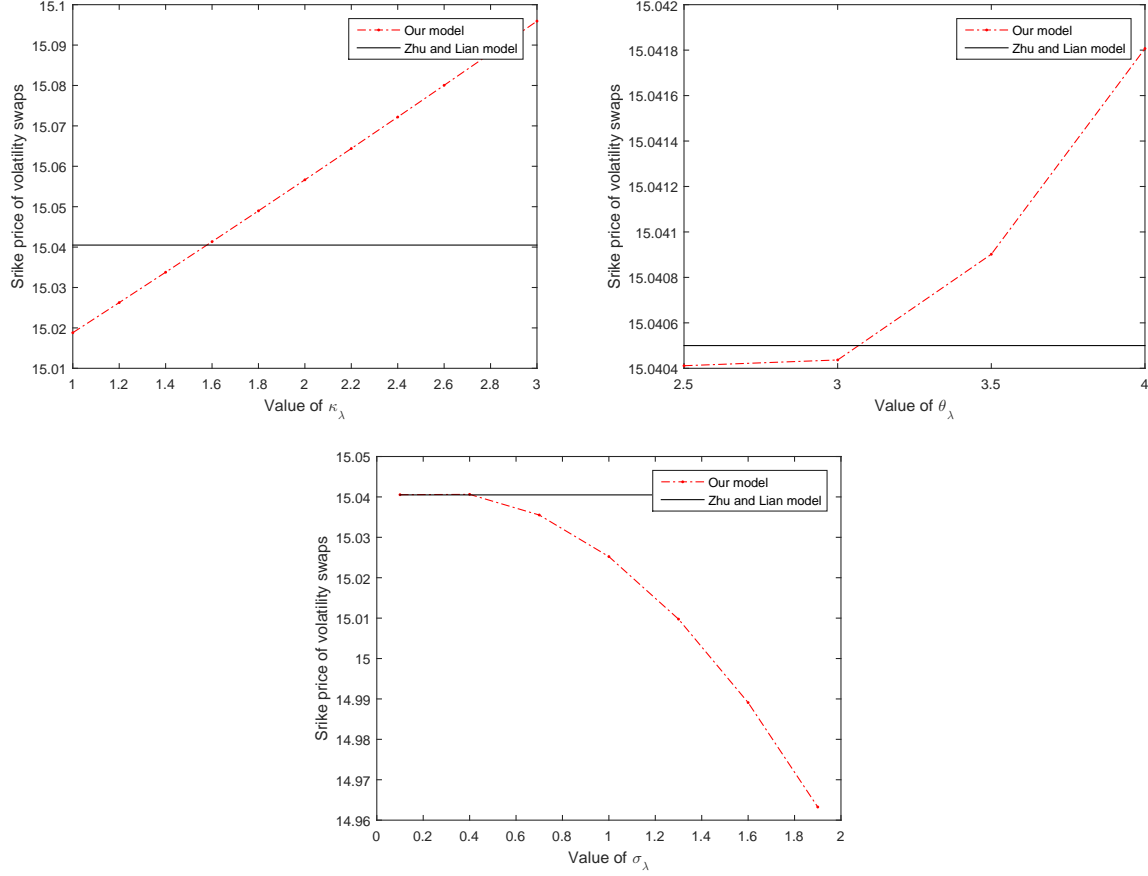 15.1
15.09
15.08
15.07
15.06
15.05
15.04
15.03
15.02
15.01
Srike price of volatility swaps
Our model
Zhu and Lian model
1 1.2 1.4 1.6 1.8 2 2.2 2.4 2.6 2.8 3
Value of κλ
15.042
15.0418
15.0416
15.0414
15.0412
15.041
15.0408
15.0406
15.0404
Srike price of volatility swaps
Our model
Zhu and Lian model
2.5 3 3.5 4
Value of θλ
15.05
15.04
15.03
15.02
15.01
15
14.99
14.98
14.97
14.96
Srike price of volatility swaps
Our model
Zhu and Lian model
0 0.2 0.4 0.6 0.8 1 1.2 1.4 1.6 1.8 2
Value of σλ